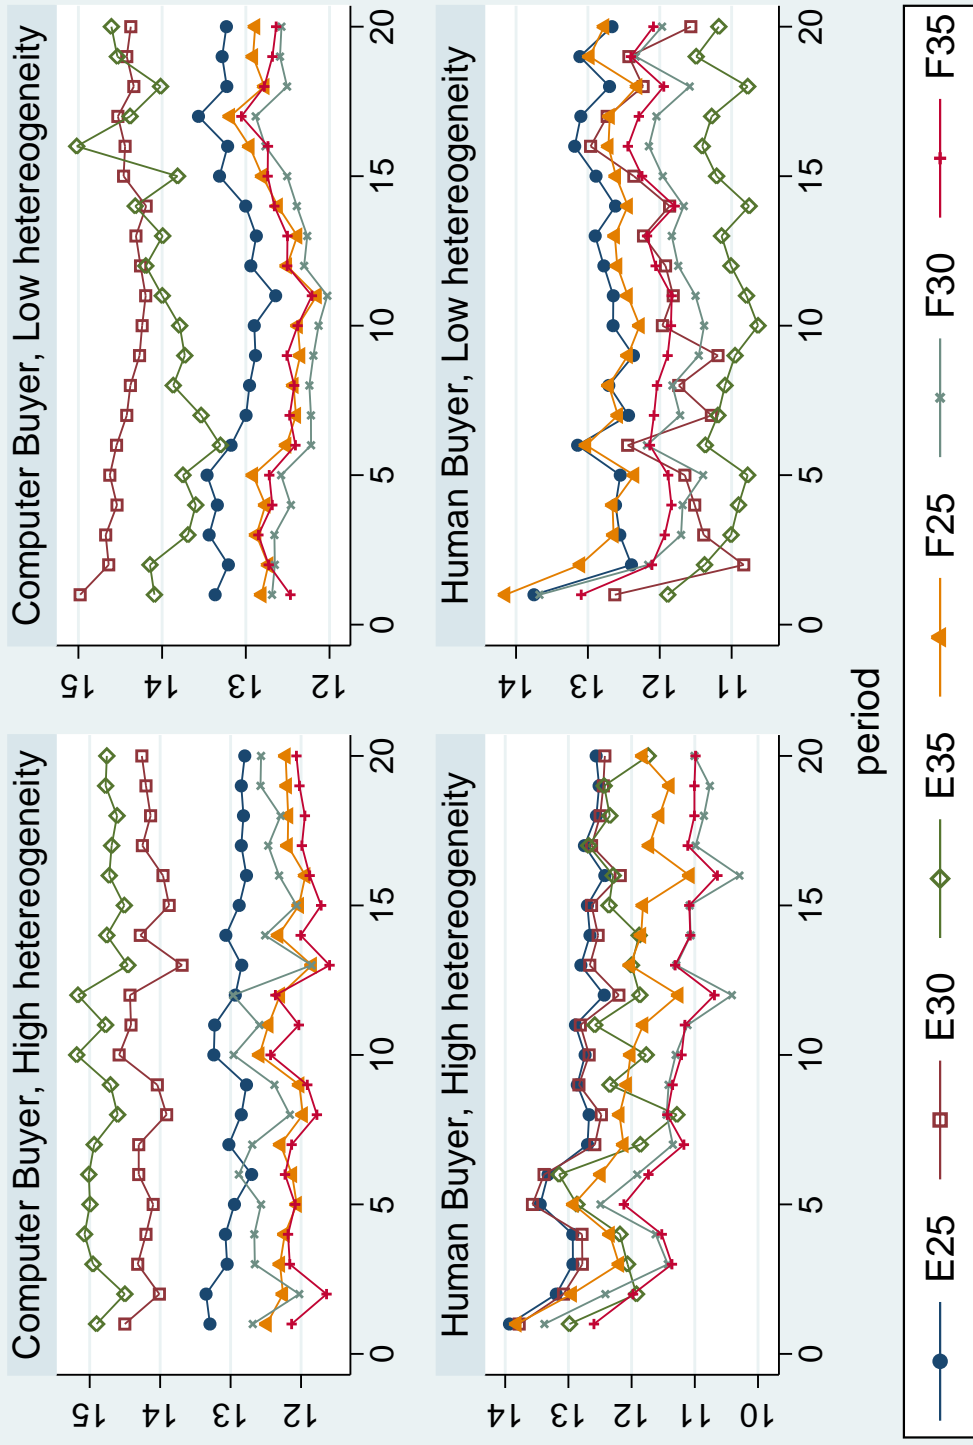 Computer Buyer, High hetereogeneity
15
14
13
12
0 5 10 15 20
Computer Buyer, Low hetereogeneity
15
14
13
12
0 5 10 15 20
Human Buyer, High hetereogeneity
14
13
12
11
10
0 5 10 15 20
Human Buyer, Low hetereogeneity
14
13
12
11
0 5 10 15 20
period
E25 E30 E35 F25 F30 F35